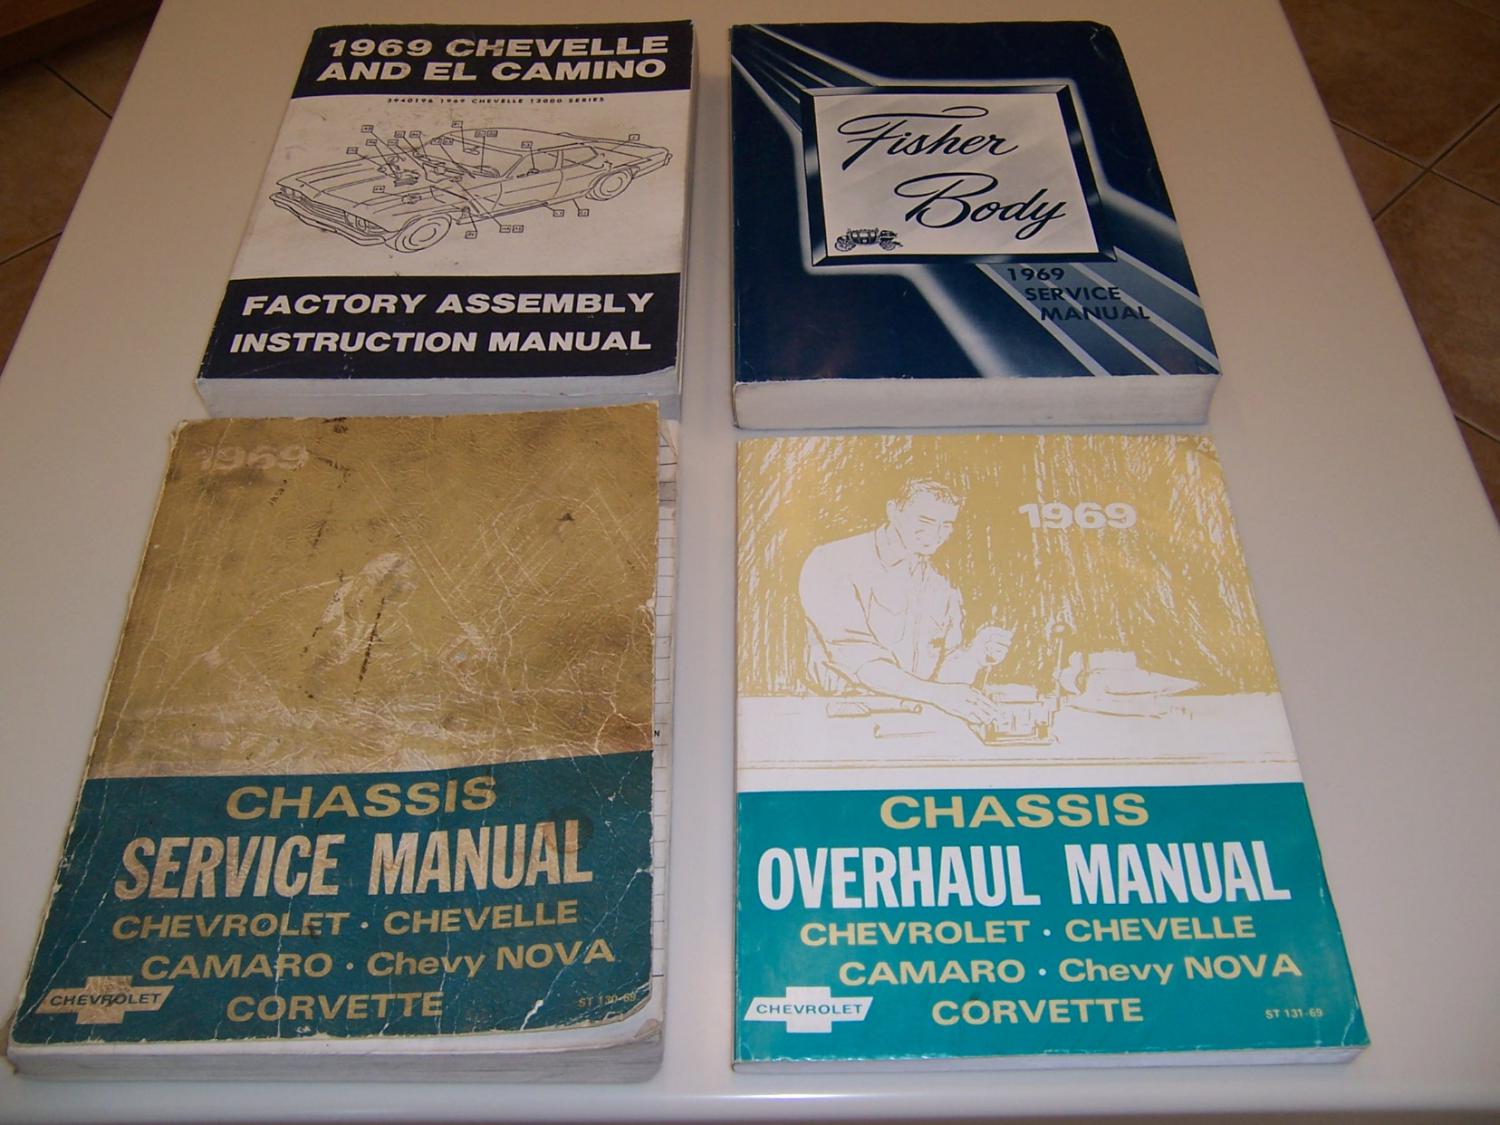 1969 CHEVELLE
AND EL CAMINO
3940196 1969 CHEVELLE 13000 SERIES
FACTORY ASSEMBLY
INSTRUCTION MANUAL
Fisher
Body
1969
SERVICE
MANUAL
1969
CHASSIS
SERVICE MANUAL
CHEVROLET · CHEVELLE
CAMARO · Chevy NOVA
CORVETTE
CHEVROLET
ST 130-69
1969
CHASSIS
OVERHAUL MANUAL
CHEVROLET · CHEVELLE
CAMARO · Chevy NOVA
CORVETTE
CHEVROLET
ST 131-69